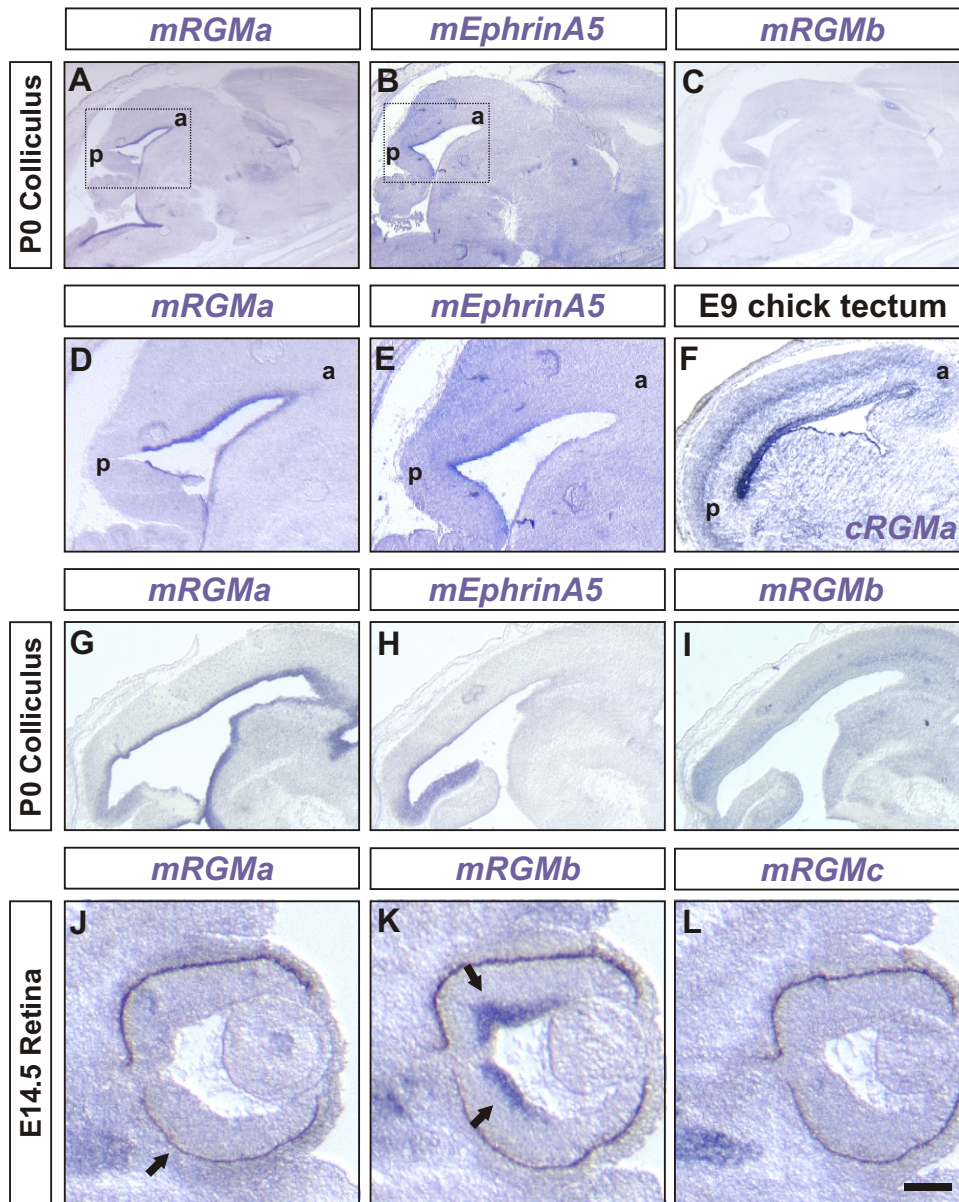 mRGMa
mEphrinA5
mRGMb
P0 Colliculus
A
a
p
B
a
p
C
mRGMa
mEphrinA5
E9 chick tectum
D
a
p
E
a
p
F
a
p
cRGMa
mRGMa
mEphrinA5
mRGMb
P0 Colliculus
G
H
I
mRGMa
mRGMb
mRGMc
E14.5 Retina
J
K
L